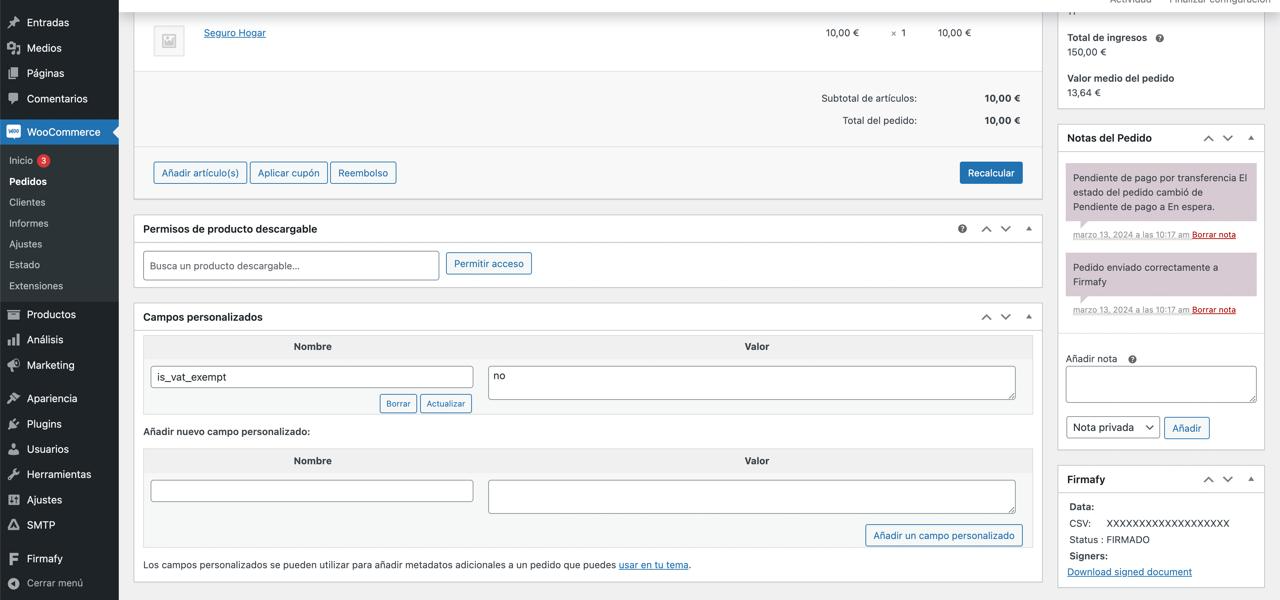 Entradas
Medios
Páginas
Comentarios
WooCommerce
Inicio 3
Pedidos
Clientes
Informes
Ajustes
Estado
Extensiones
Productos
Análisis
Marketing
Apariencia
Plugins
Usuarios
Herramientas
Ajustes
SMTP
Firmafy
Cerrar menú
Seguro Hogar 10,00 € × 1 10,00 €
Subtotal de artículos: 10,00 €
Total del pedido: 10,00 €
Añadir artículo(s) Aplicar cupón Reembolso Recalcular
Permisos de producto descargable
Busca un producto descargable... Permitir acceso
Campos personalizados
Nombre Valor
is_vat_exempt no
Borrar Actualizar
Añadir nuevo campo personalizado:
Nombre Valor
Añadir un campo personalizado
Los campos personalizados se pueden utilizar para añadir metadatos adicionales a un pedido que puedes usar en tu tema.
Actividad Finalizar configuración
Total de ingresos
150,00 €
Valor medio del pedido
13,64 €
Notas del Pedido
Pendiente de pago por transferencia El
estado del pedido cambió de
Pendiente de pago a En espera.
marzo 13, 2024 a las 10:17 am Borrar nota
Pedido enviado correctamente a
Firmafy
marzo 13, 2024 a las 10:17 am Borrar nota
Añadir nota
Nota privada Añadir
Firmafy
Data:
CSV: XXXXXXXXXXXXXXXXXXX
Status : FIRMADO
Signers:
Download signed document